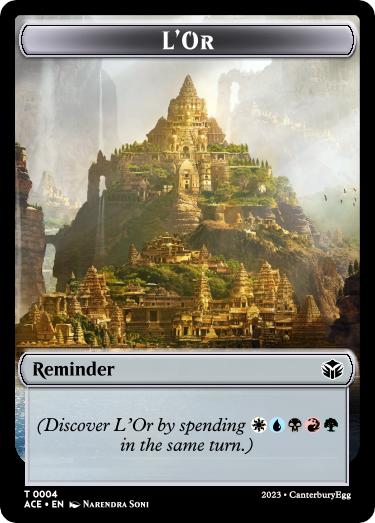 L'Or
Reminder
(Discover L'Or by spending
in the same turn.)
T 0004
ACE • EN Narendra Soni
2023 • CanterburyEgg